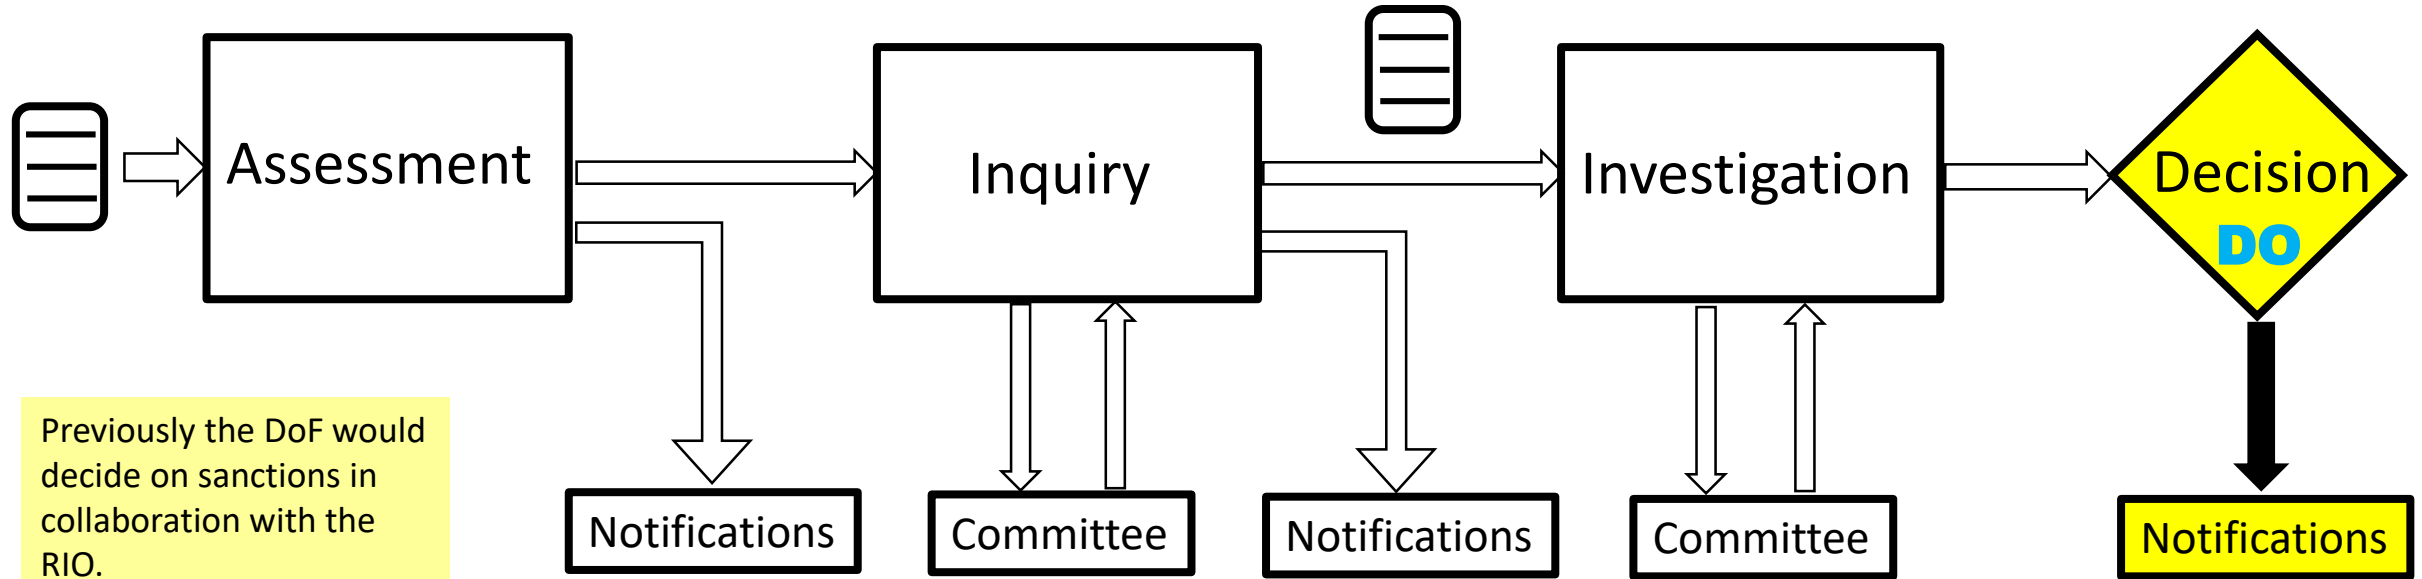 Assessment
Inquiry
Investigation
Decision
DO
Previously the DoF would
decide on sanctions in
collaboration with the
RIO.
Notifications
Committee
Notifications
Committee
Notifications